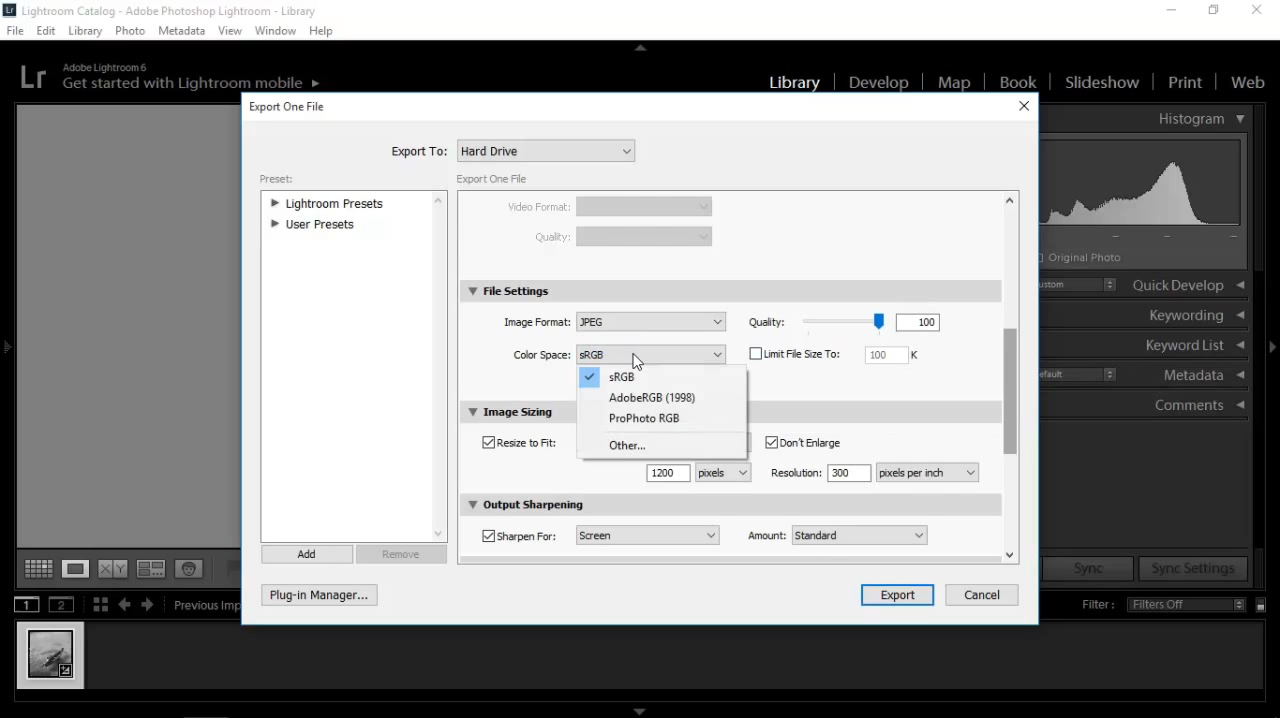 Lr Lightroom Catalog - Adobe Photoshop Lightroom - Library
File Edit Library Photo Metadata View Window Help
Lr Adobe Lightroom 6
Get started with Lightroom mobile
Library Develop Map Book Slideshow Print Web
Export One File
Histogram
Export To: Hard Drive
Preset: Export One File
Lightroom Presets
User Presets
Video Format:
Quality:
Original Photo
Quick Develop
File Settings
Keywording
Image Format: JPEG Quality: 100
Keyword List
Color Space: sRGB Limit File Size To: 100 K
sRGB
Metadata
AdobeRGB (1998)
Comments
Image Sizing
ProPhoto RGB
Resize to Fit: Don't Enlarge
Other...
1200 pixels Resolution: 300 pixels per inch
Output Sharpening
Sharpen For: Screen Amount: Standard
Add Remove
XY
Sync Sync Settings
Plug-in Manager... Export Cancel
1 2 Previous Imp
Filter : Filters Off